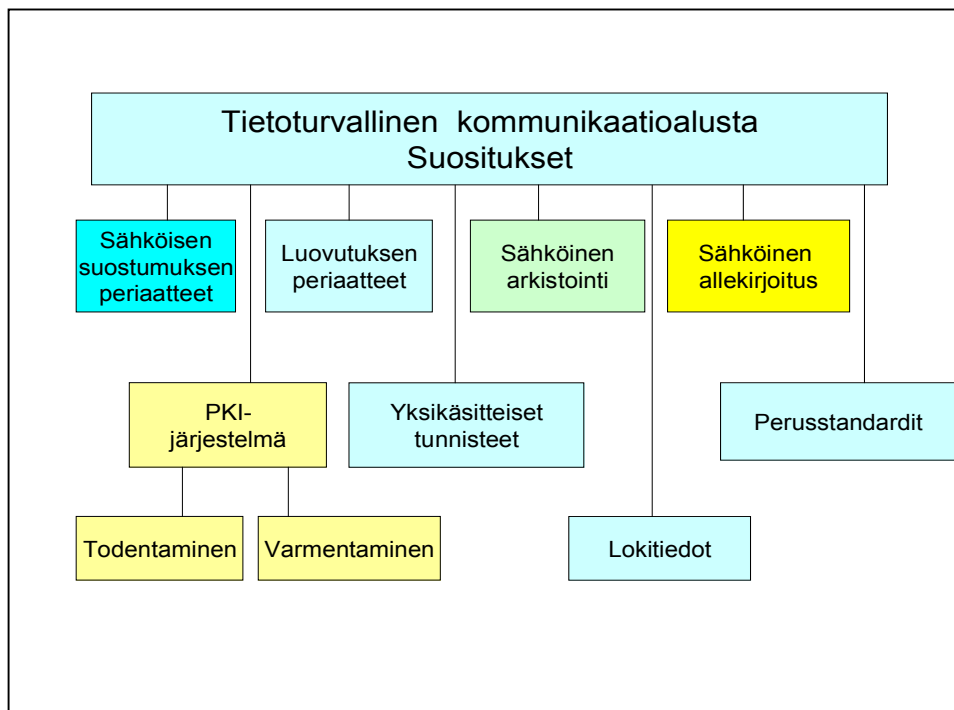 Tietoturvallinen kommunikaatioalusta
Suositukset
Sähköisen
suostumuksen
periaatteet
Luovutuksen
periaatteet
Sähköinen
arkistointi
Sähköinen
allekirjoitus
PKI-
järjestelmä
Yksikäsitteiset
tunnisteet
Perusstandardit
Todentaminen
Varmentaminen
Lokitiedot